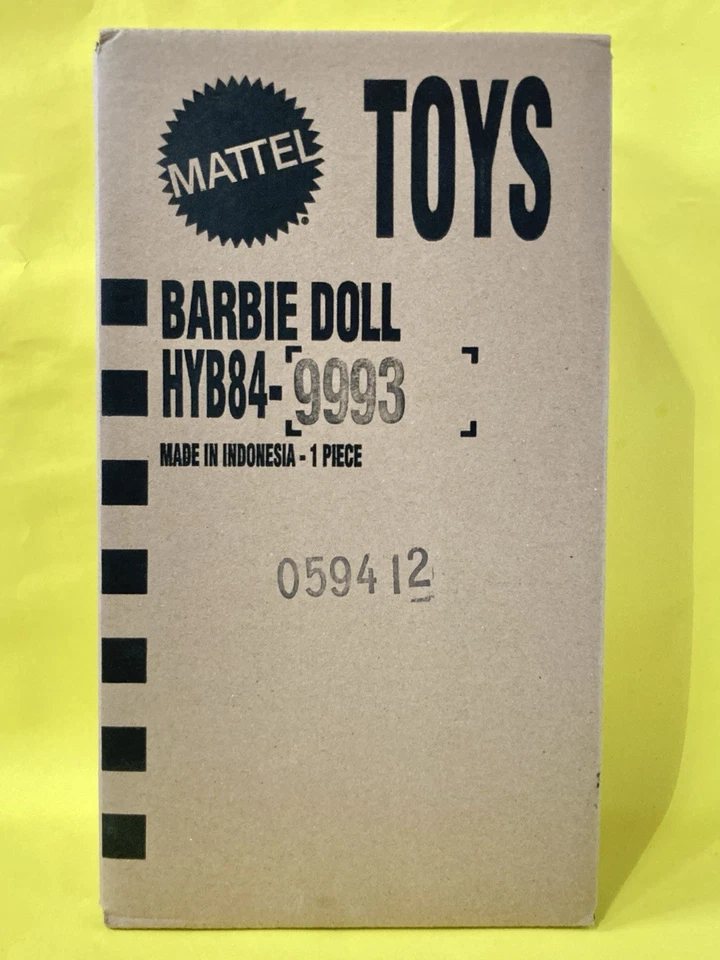 MATTEL TOYS
BARBIE DOLL
HYB84-9993
MADE IN INDONESIA - 1 PIECE
059412